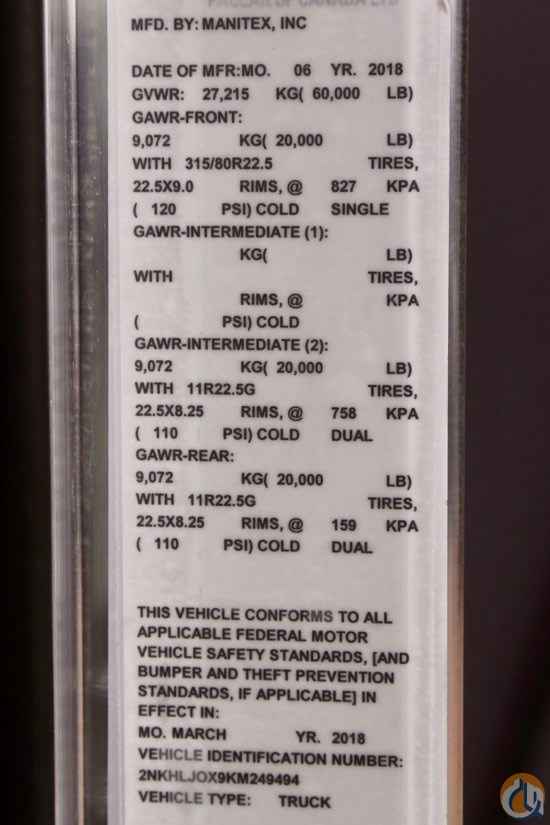 PACCAR OF CANADA LTD
MFD. BY: MANITEX, INC
DATE OF MFR:MO. 06 YR. 2018
GVWR: 27,215 KG( 60,000 LB)
GAWR-FRONT:
9,072 KG( 20,000 LB)
WITH 315/80R22.5 TIRES,
22.5X9.0 RIMS, @ 827 KPA
( 120 PSI) COLD SINGLE
GAWR-INTERMEDIATE (1):
KG( LB)
WITH TIRES,
RIMS, @ KPA
( PSI) COLD
GAWR-INTERMEDIATE (2):
9,072 KG( 20,000 LB)
WITH 11R22.5G TIRES,
22.5X8.25 RIMS, @ 758 KPA
( 110 PSI) COLD DUAL
GAWR-REAR:
9,072 KG( 20,000 LB)
WITH 11R22.5G TIRES,
22.5X8.25 RIMS, @ 159 KPA
( 110 PSI) COLD DUAL
THIS VEHICLE CONFORMS TO ALL
APPLICABLE FEDERAL MOTOR
VEHICLE SAFETY STANDARDS, [AND
BUMPER AND THEFT PREVENTION
STANDARDS, IF APPLICABLE] IN
EFFECT IN:
MO. MARCH YR. 2018
VEHICLE IDENTIFICATION NUMBER:
2NKHLJOX9KM249494
VEHICLE TYPE: TRUCK